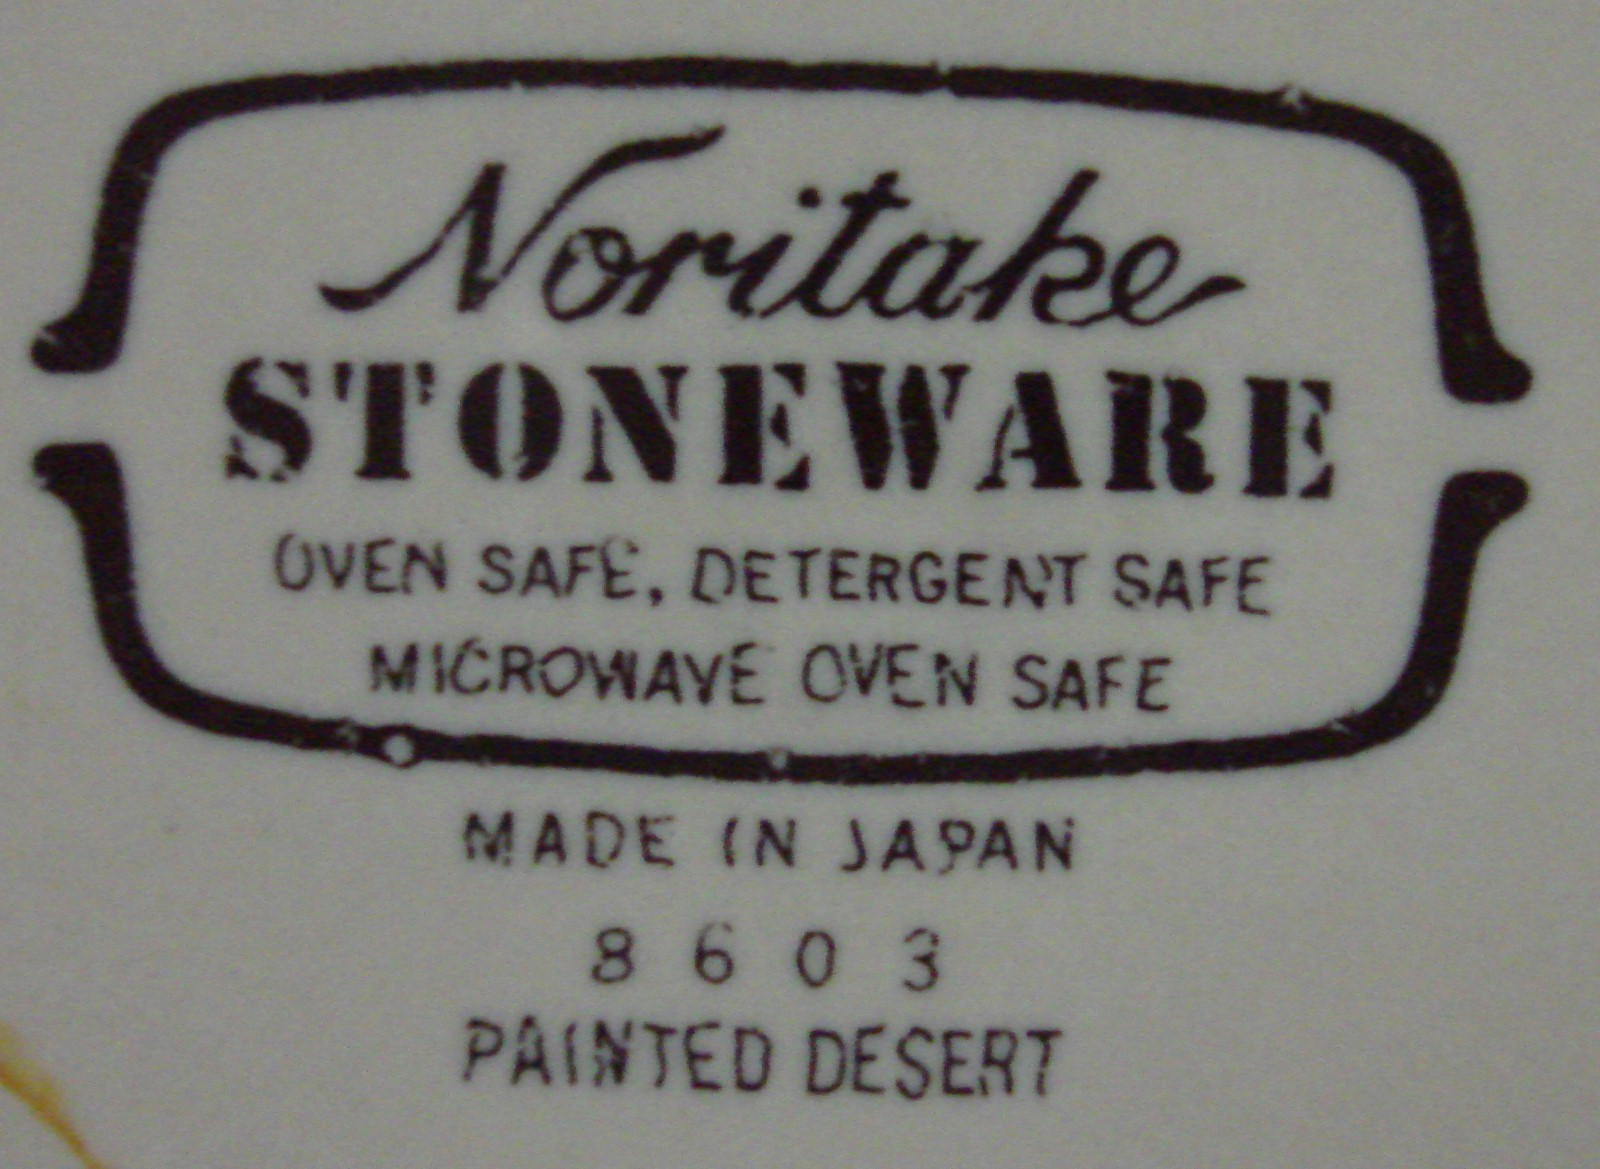 Noritake
STONEWARE
OVEN SAFE, DETERGENT SAFE
MICROWAVE OVEN SAFE
MADE IN JAPAN
8603
PAINTED DESERT